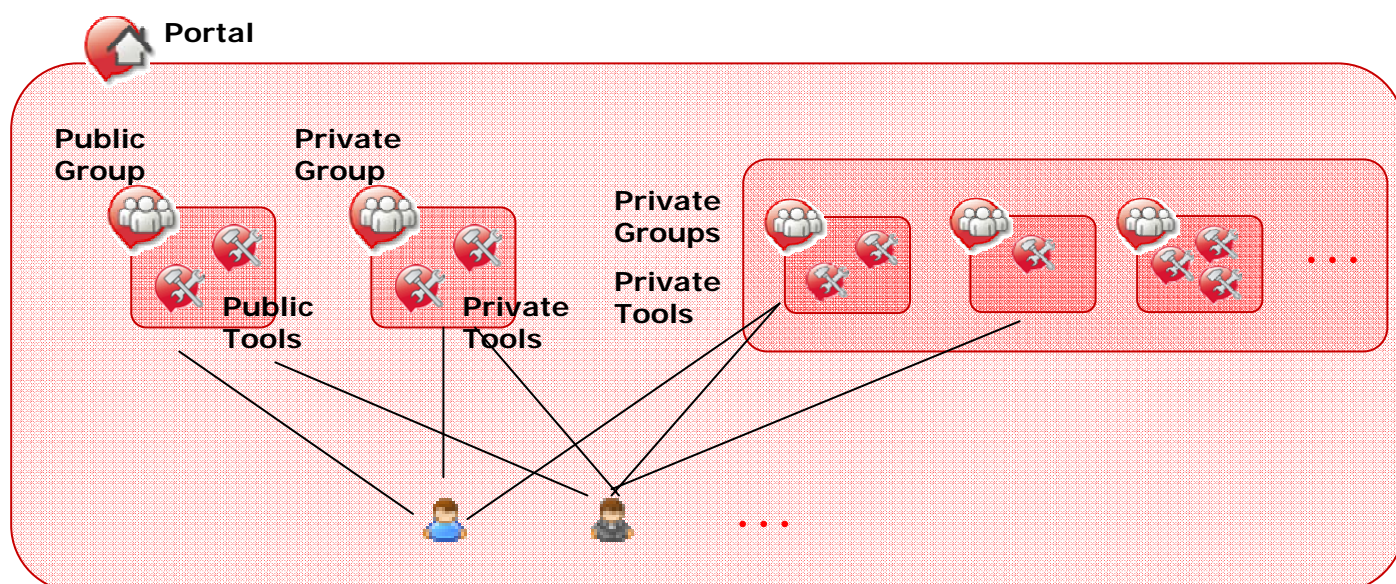 Portal
Public
Group
Private
Group
Private
Groups
Private
Tools
Public
Tools
Private
Tools
...
...